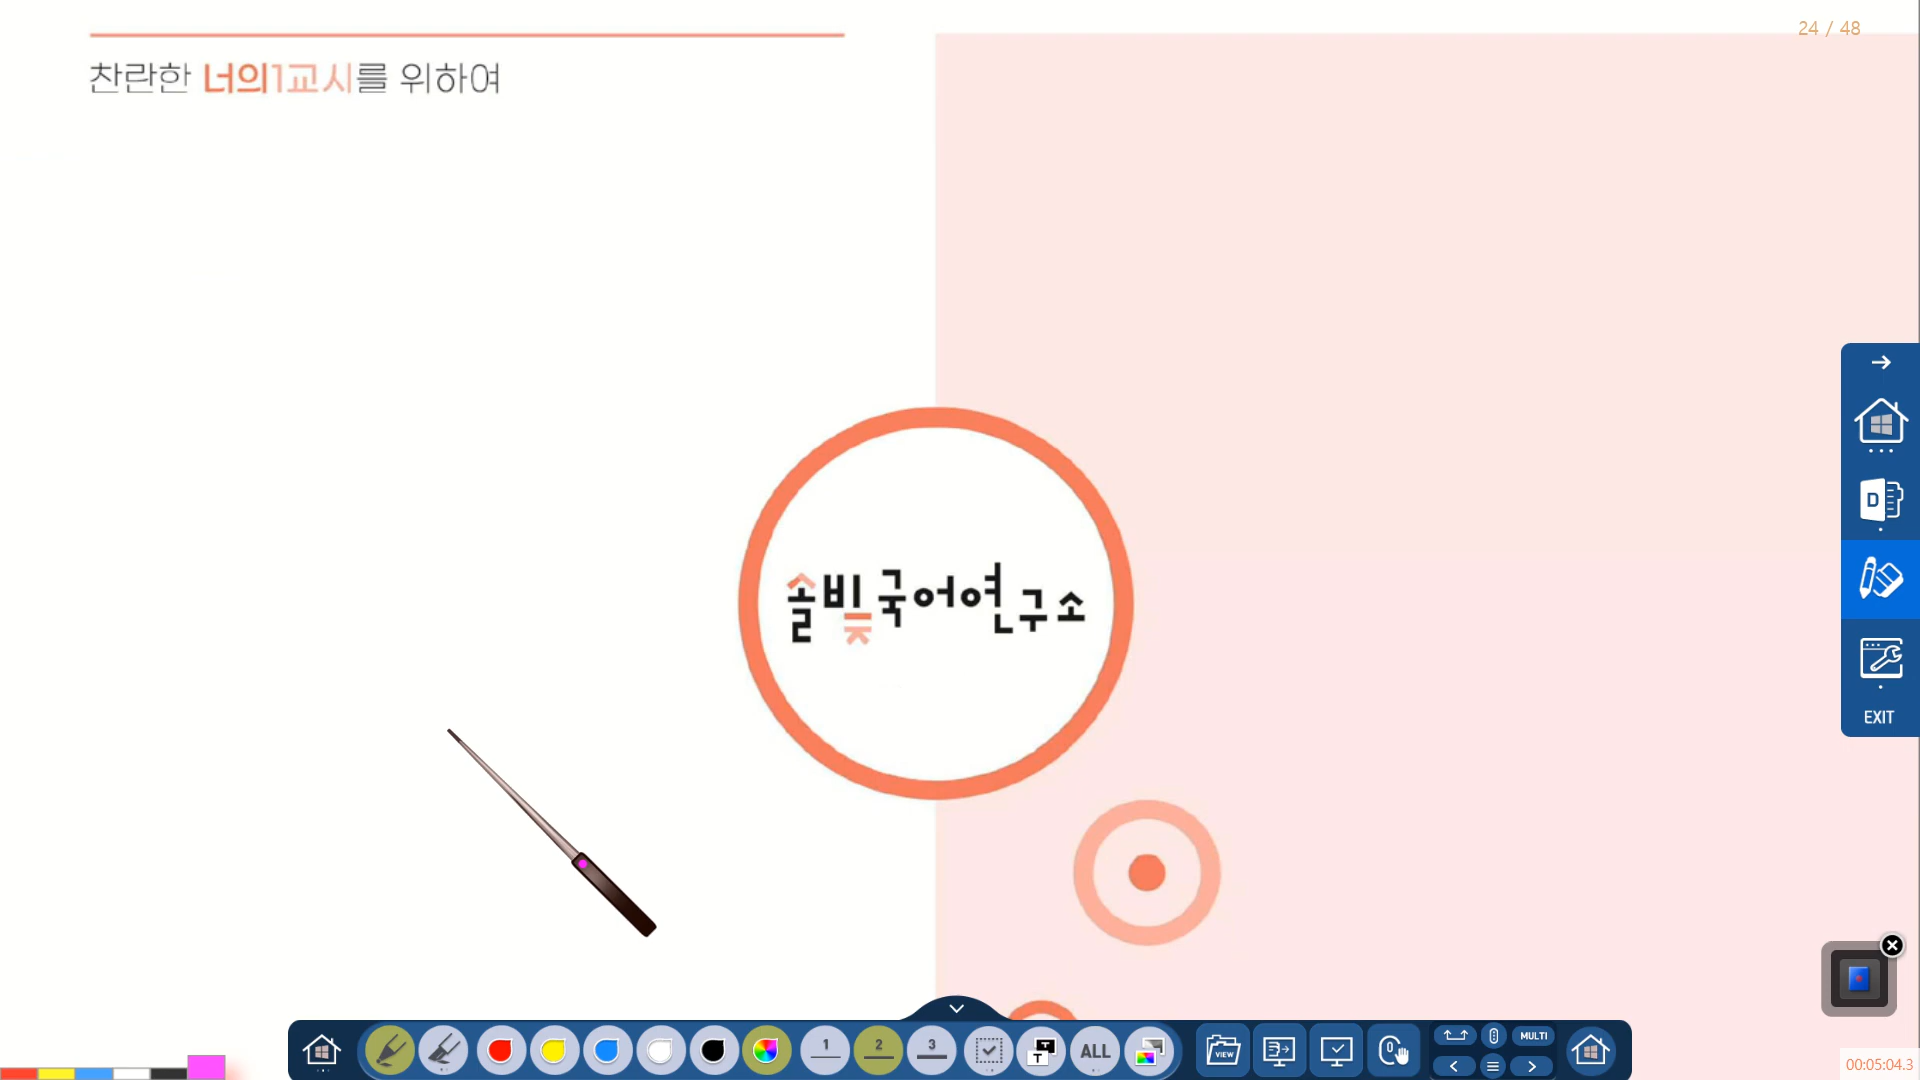 24 / 48
찬란한 너의1교시를 위하여
솔빛국어연구소
D
EXIT
1
2
3
T
T
ALL
VIEW
MULTI
00:05:04.3